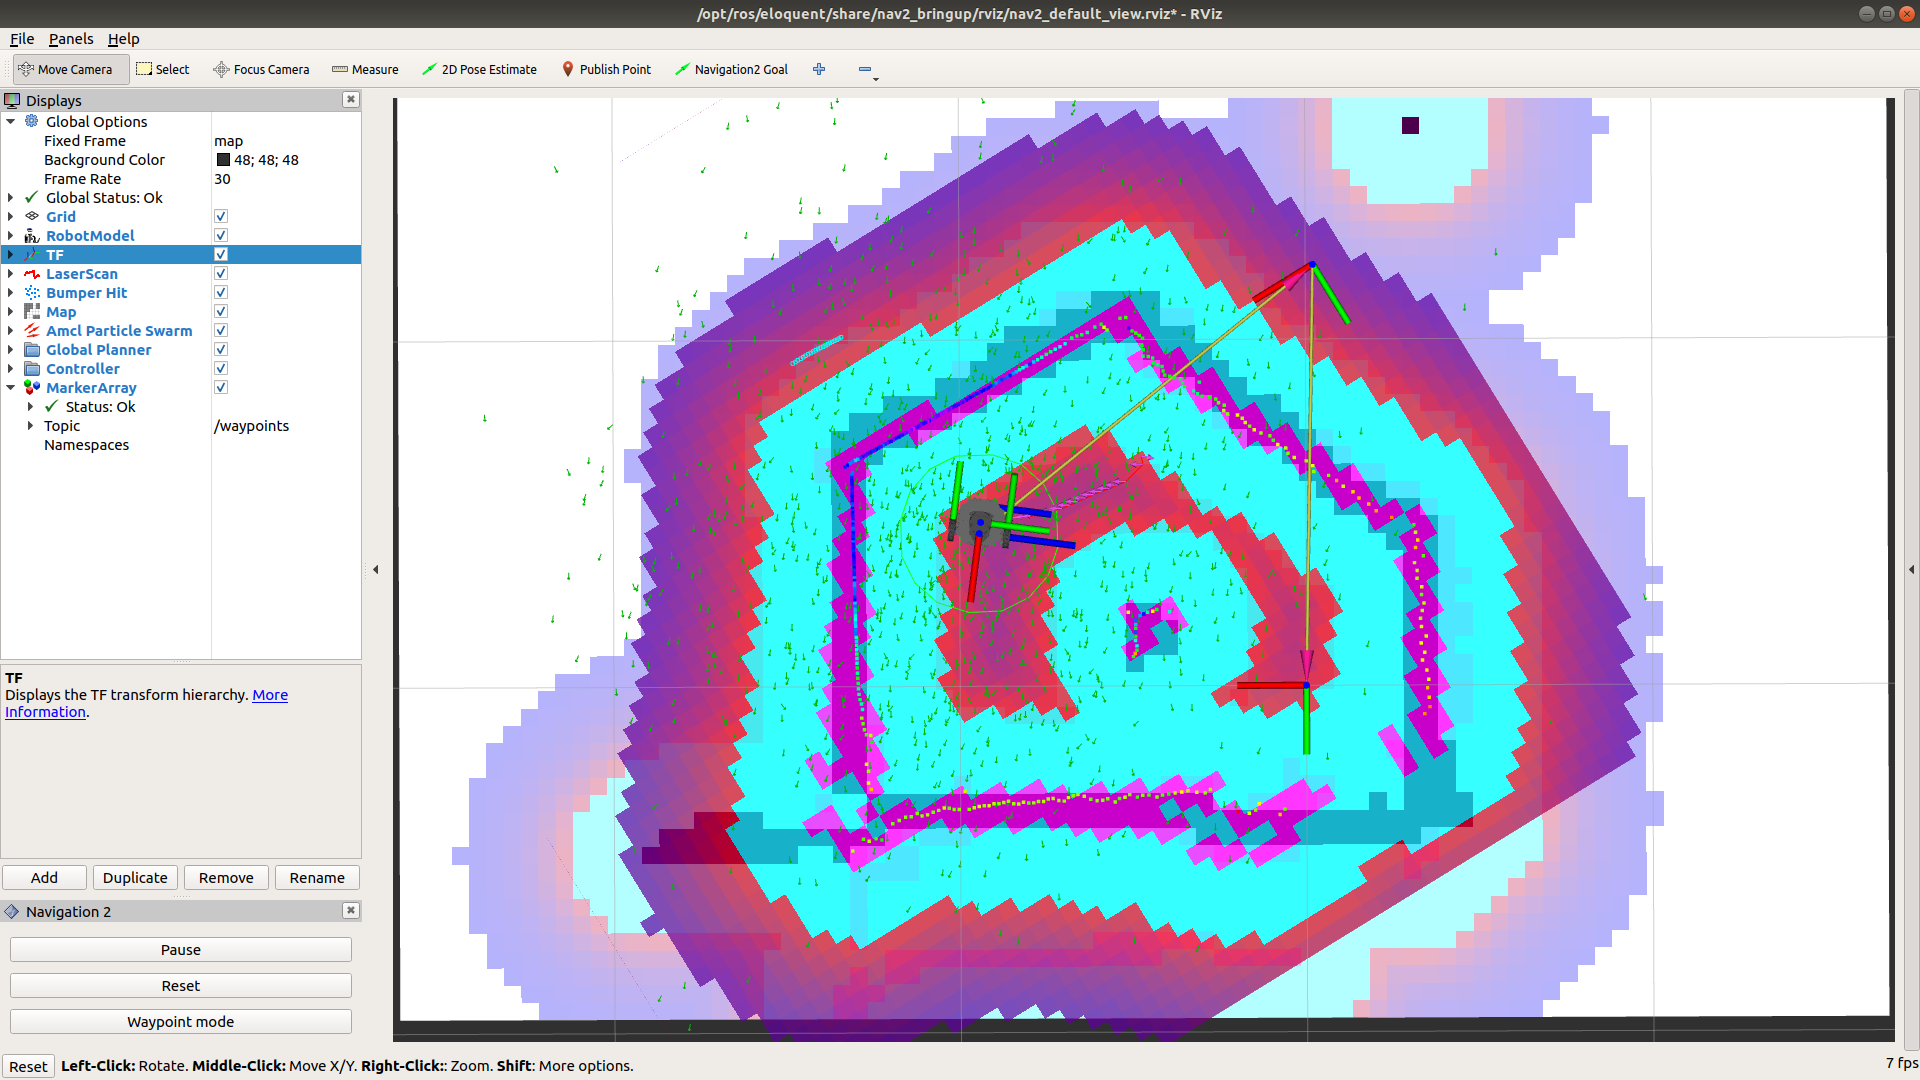 /opt/ros/eloquent/share/nav2_bringup/rviz/nav2_default_view.rviz* - RViz
File Panels Help
Move Camera Select Focus Camera Measure 2D Pose Estimate Publish Point Navigation2 Goal
Displays
Global Options
Fixed Frame map
Background Color 48; 48; 48
Frame Rate 30
Global Status: Ok
Grid
RobotModel
TF
LaserScan
Bumper Hit
Map
Amcl Particle Swarm
Global Planner
Controller
MarkerArray
Status: Ok
Topic /waypoints
Namespaces
TF
Displays the TF transform hierarchy. More
Information.
Add Duplicate Remove Rename
Navigation 2
Pause
Reset
Waypoint mode
Reset Left-Click: Rotate. Middle-Click: Move X/Y. Right-Click:: Zoom. Shift: More options. 7 fps